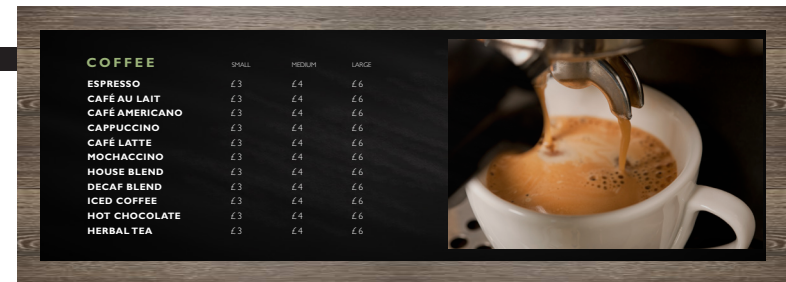 COFFEE SMALL MEDIUM LARGE
ESPRESSO £3 £4 £6
CAFÉ AU LAIT £3 £4 £6
CAFÉ AMERICANO £3 £4 £6
CAPPUCCINO £3 £4 £6
CAFÉ LATTE £3 £4 £6
MOCHACCINO £3 £4 £6
HOUSE BLEND £3 £4 £6
DECAF BLEND £3 £4 £6
ICED COFFEE £3 £4 £6
HOT CHOCOLATE £3 £4 £6
HERBAL TEA £3 £4 £6